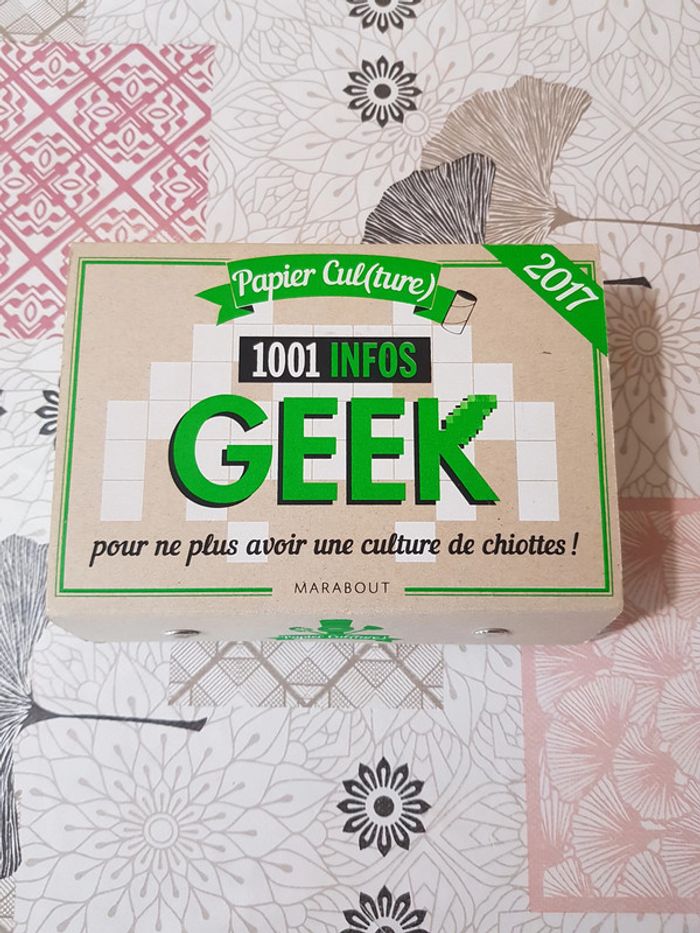 Papier Cul(ture)
2017
1001 INFOS
GEEK
pour ne plus avoir une culture de chiottes !
MARABOUT